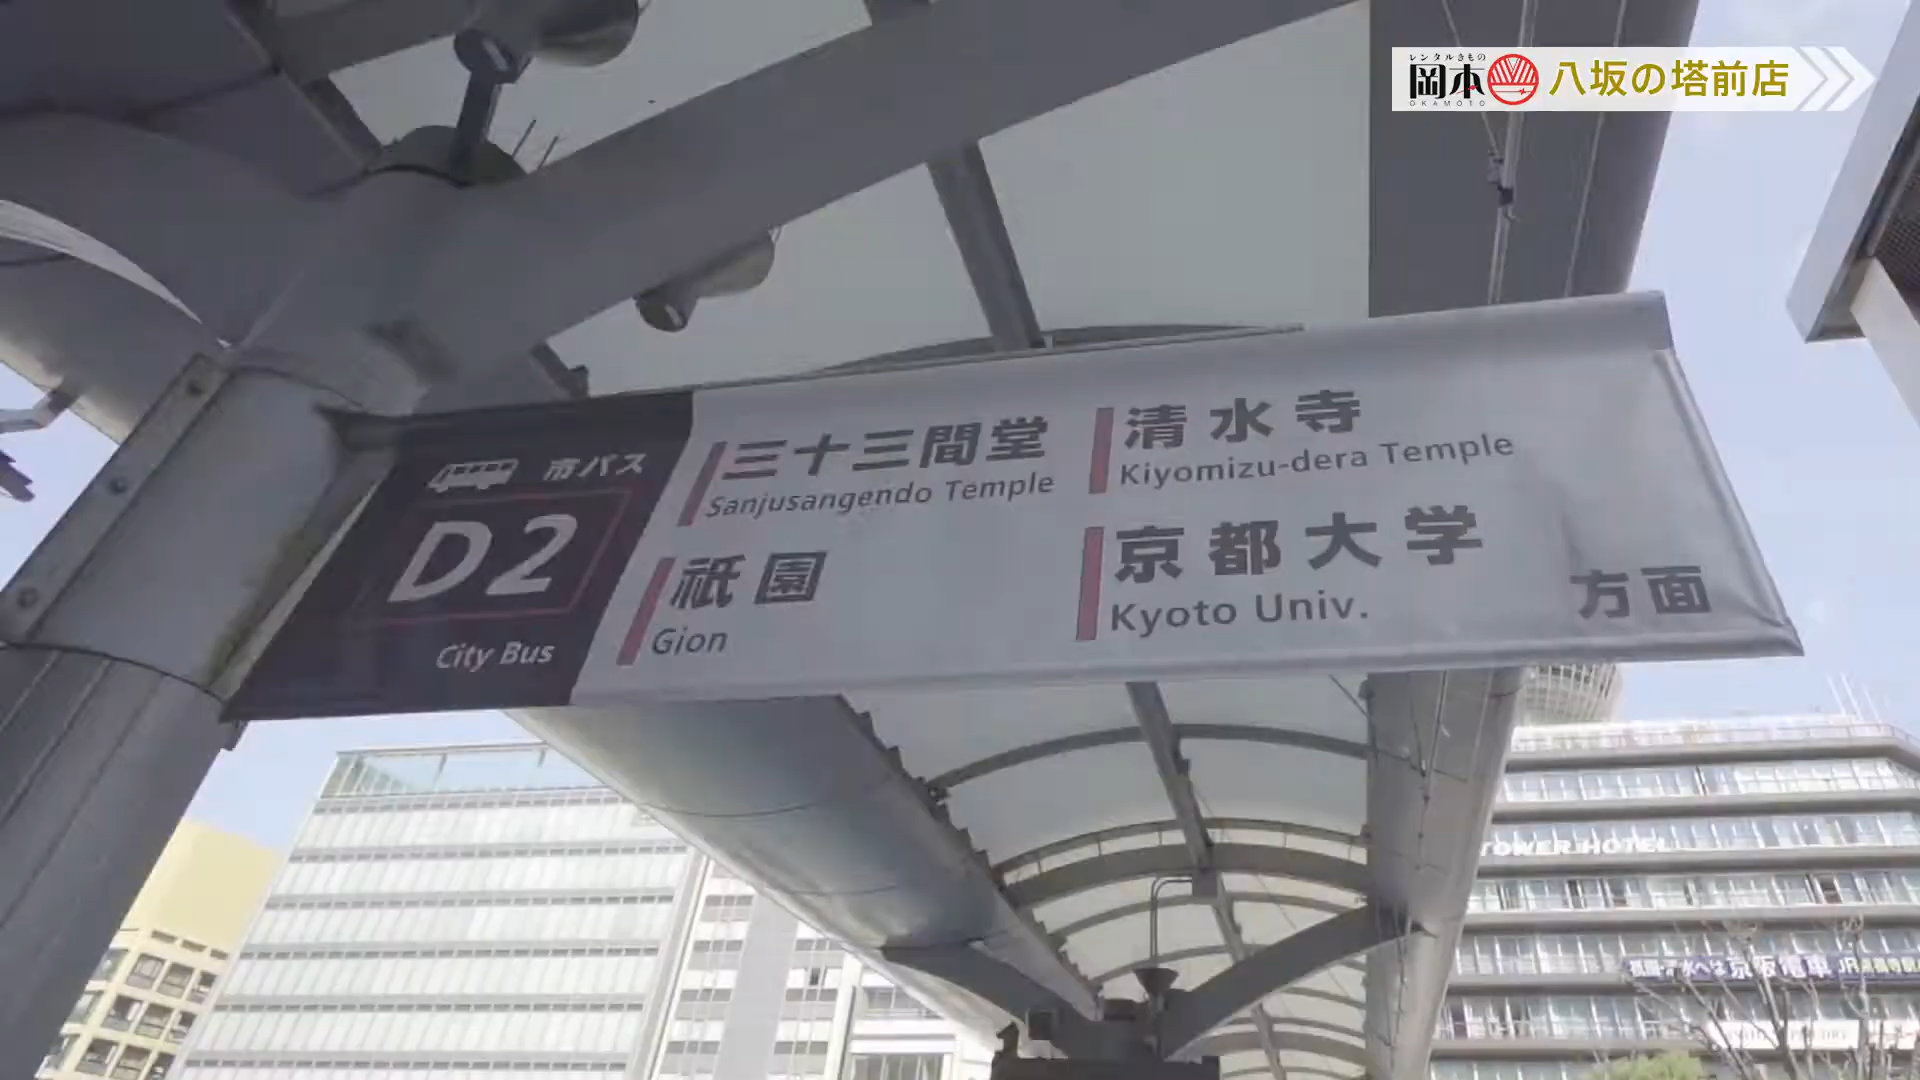 レンタルきもの
岡本
OKAMOTO
八坂の塔前店
市バス
D2
City Bus
三十三間堂
Sanjusangendo Temple
清水寺
Kiyomizu-dera Temple
祇園
Gion
京都大学
Kyoto Univ.
方面
TOWER HOTEL
京阪電車